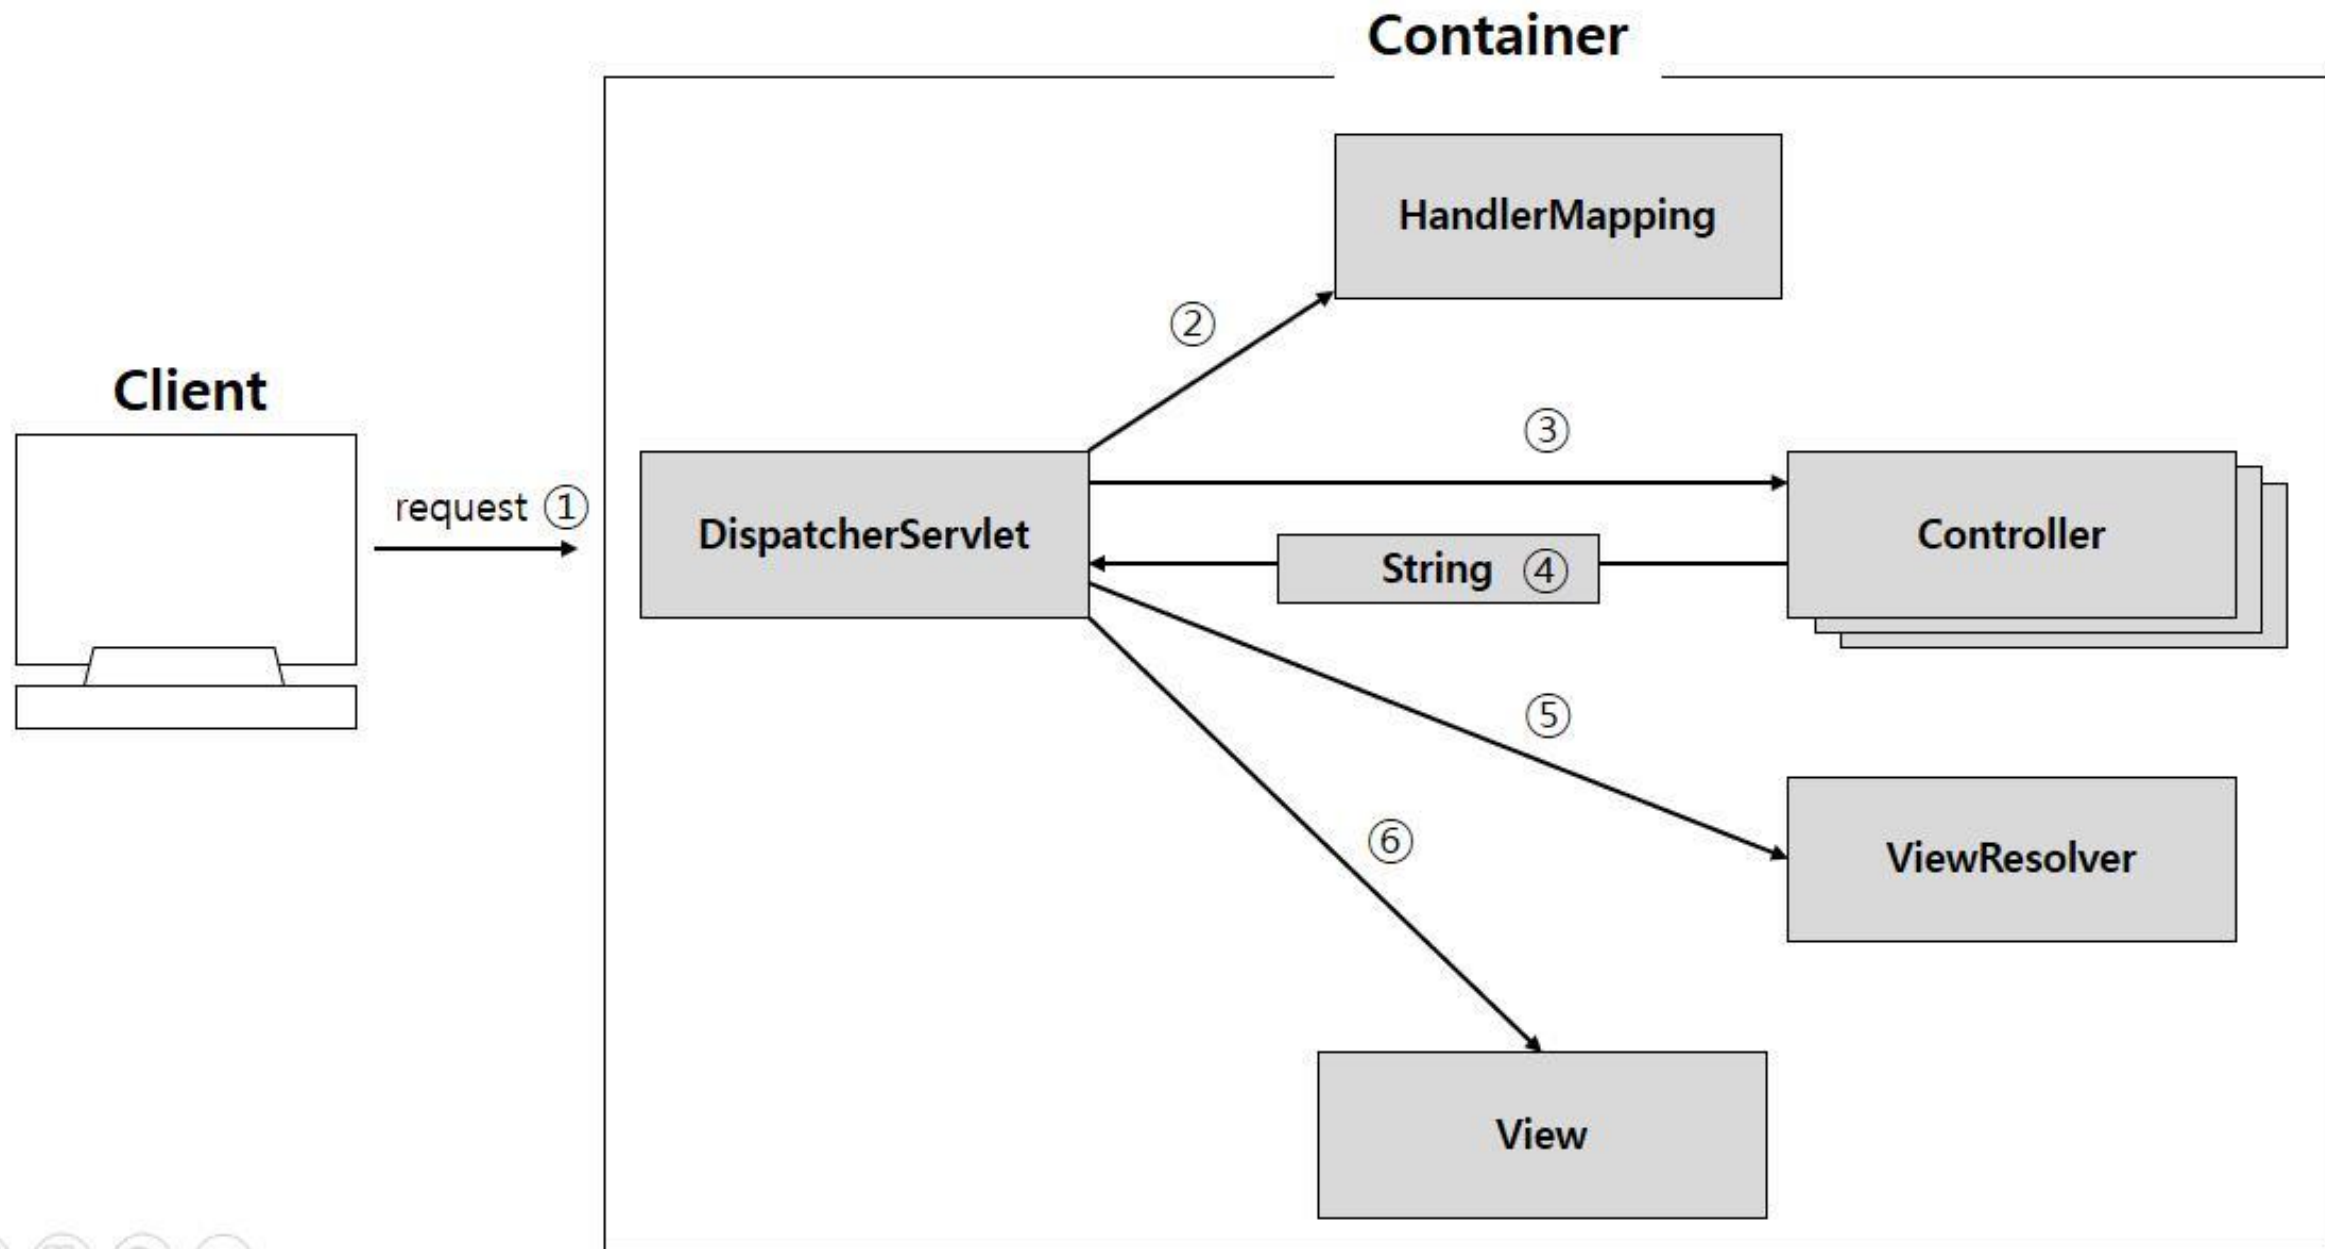 Container
HandlerMapping
②
Client
③
request ①
DispatcherServlet
Controller
String ④
⑤
⑥
ViewResolver
View